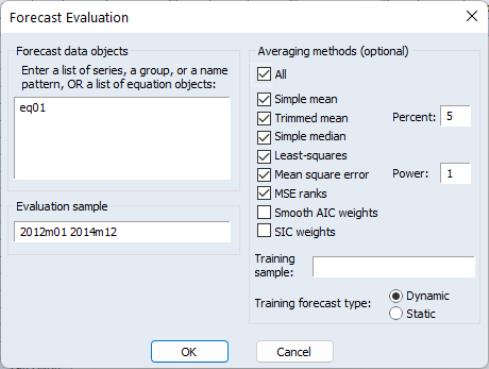 Forecast Evaluation
Forecast data objects
Enter a list of series, a group, or a name
pattern, OR a list of equation objects:
eq01
Evaluation sample
2012m01 2014m12
Averaging methods (optional)
All
Simple mean
Trimmed mean
Percent: 5
Simple median
Least-squares
Mean square error
Power: 1
MSE ranks
Smooth AIC weights
SIC weights
Training
sample:
Training forecast type:
Dynamic
Static
OK
Cancel